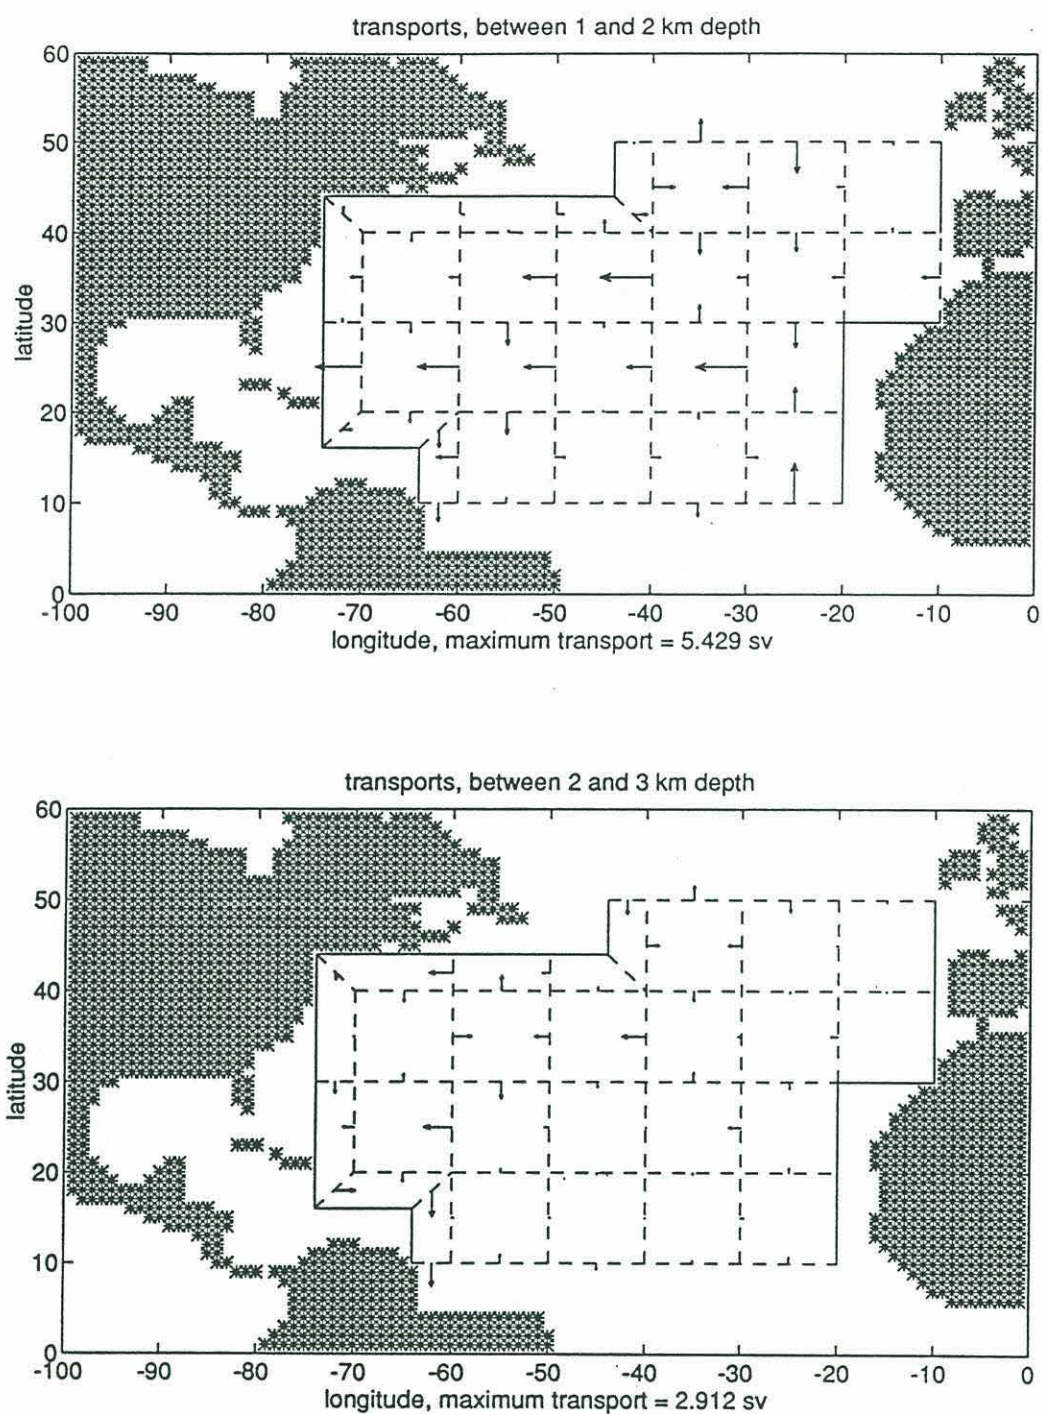 transports, between 1 and 2 km depth
60
50
40
30
20
10
0
latitude
-100 -90 -80 -70 -60 -50 -40 -30 -20 -10 0
longitude, maximum transport = 5.429 sv
transports, between 2 and 3 km depth
60
50
40
30
20
10
0
latitude
-100 -90 -80 -70 -60 -50 -40 -30 -20 -10 0
longitude, maximum transport = 2.912 sv